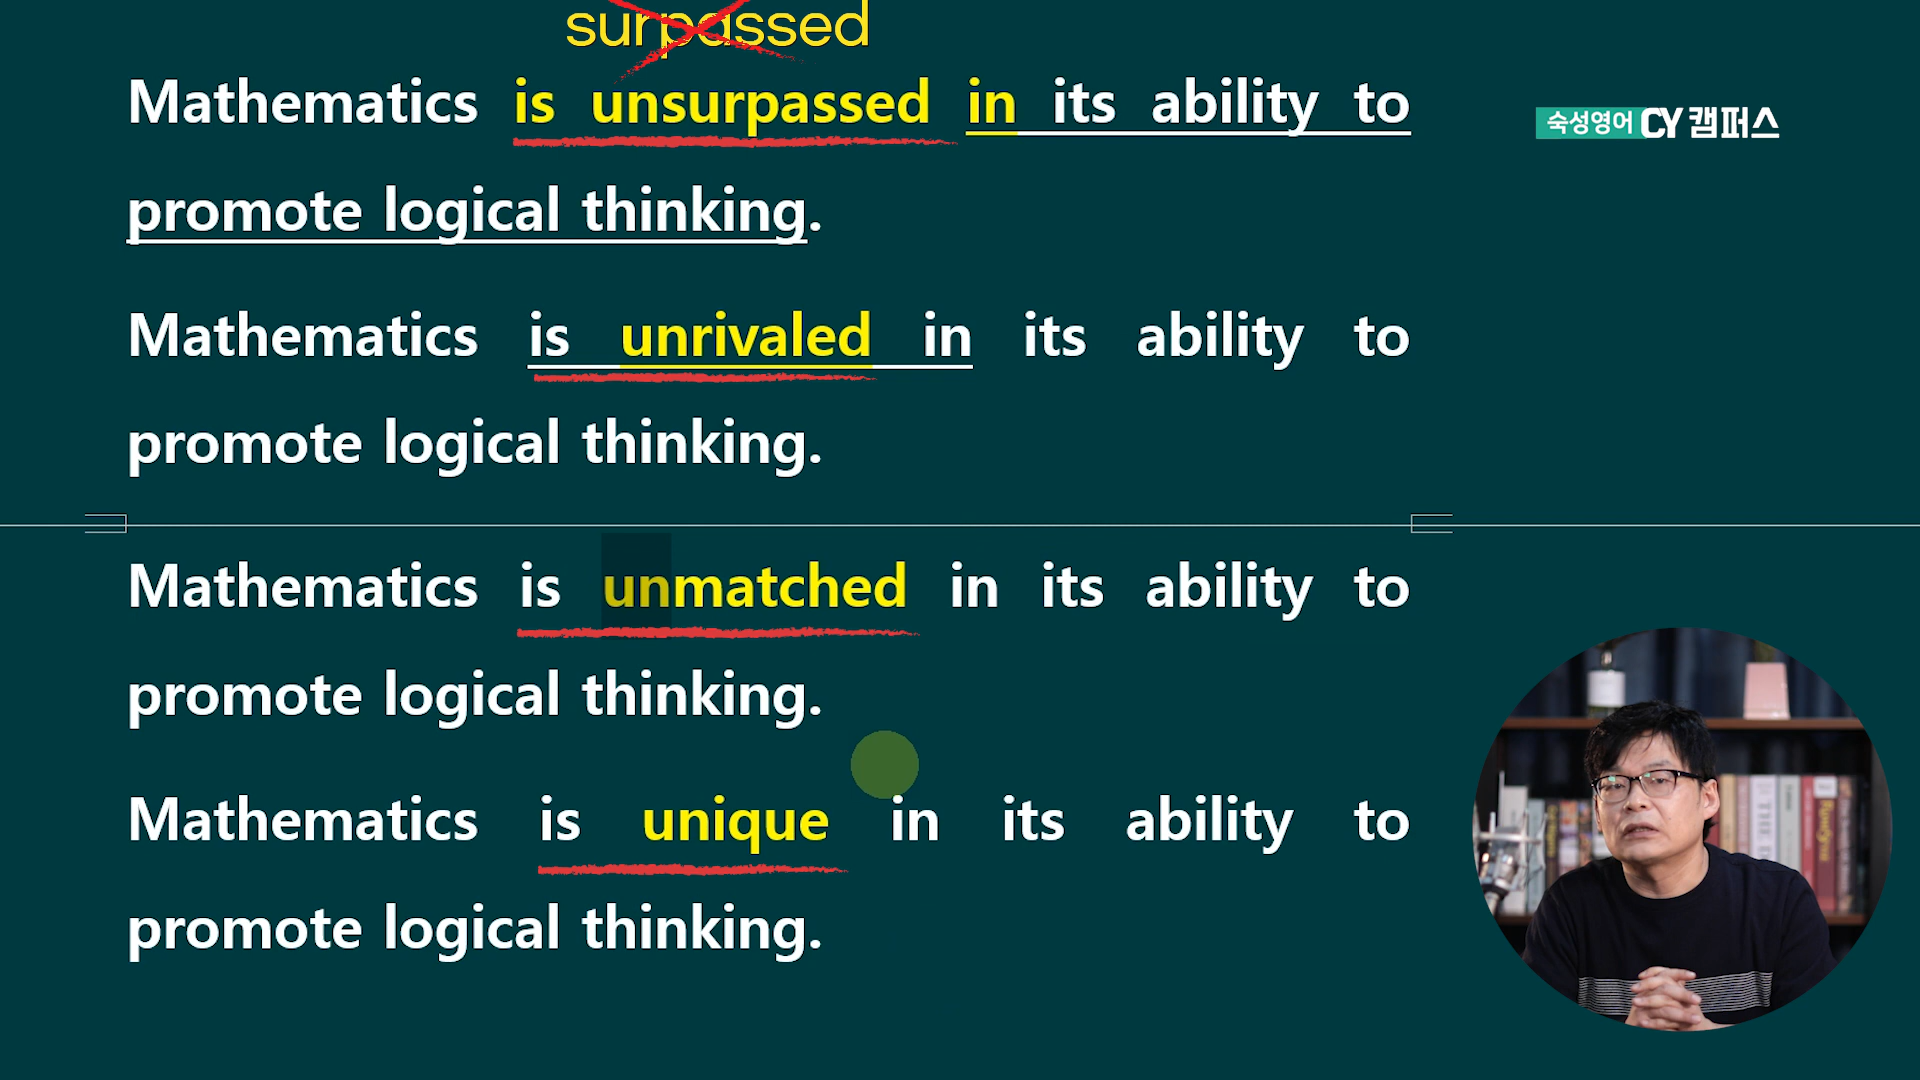 surpassed
Mathematics is unsurpassed in its ability to
promote logical thinking.
숙성영어 CY 캠퍼스
Mathematics is unrivaled in its ability to
promote logical thinking.
Mathematics is unmatched in its ability to
promote logical thinking.
Mathematics is unique in its ability to
promote logical thinking.